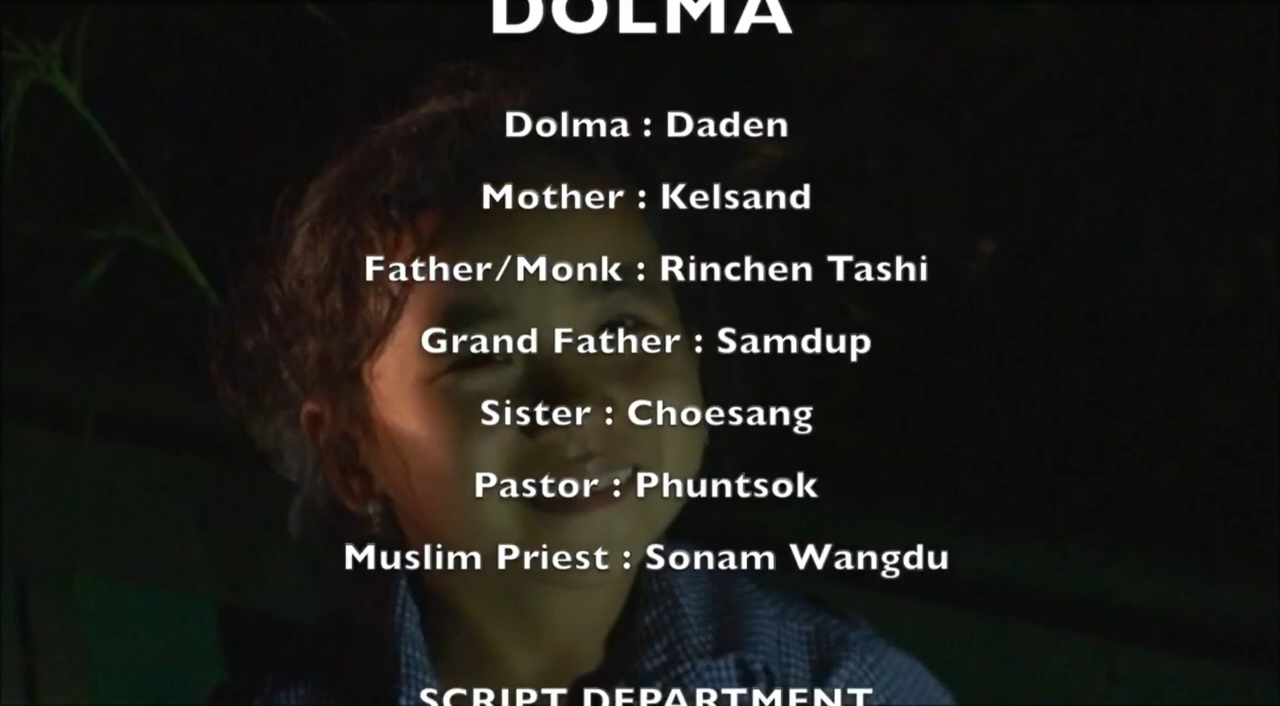 DOLMA
Dolma : Daden
Mother : Kelsand
Father/Monk : Rinchen Tashi
Grand Father : Samdup
Sister : Choesang
Pastor : Phuntsok
Muslim Priest : Sonam Wangdu
SCRIPT DEPARTMENT